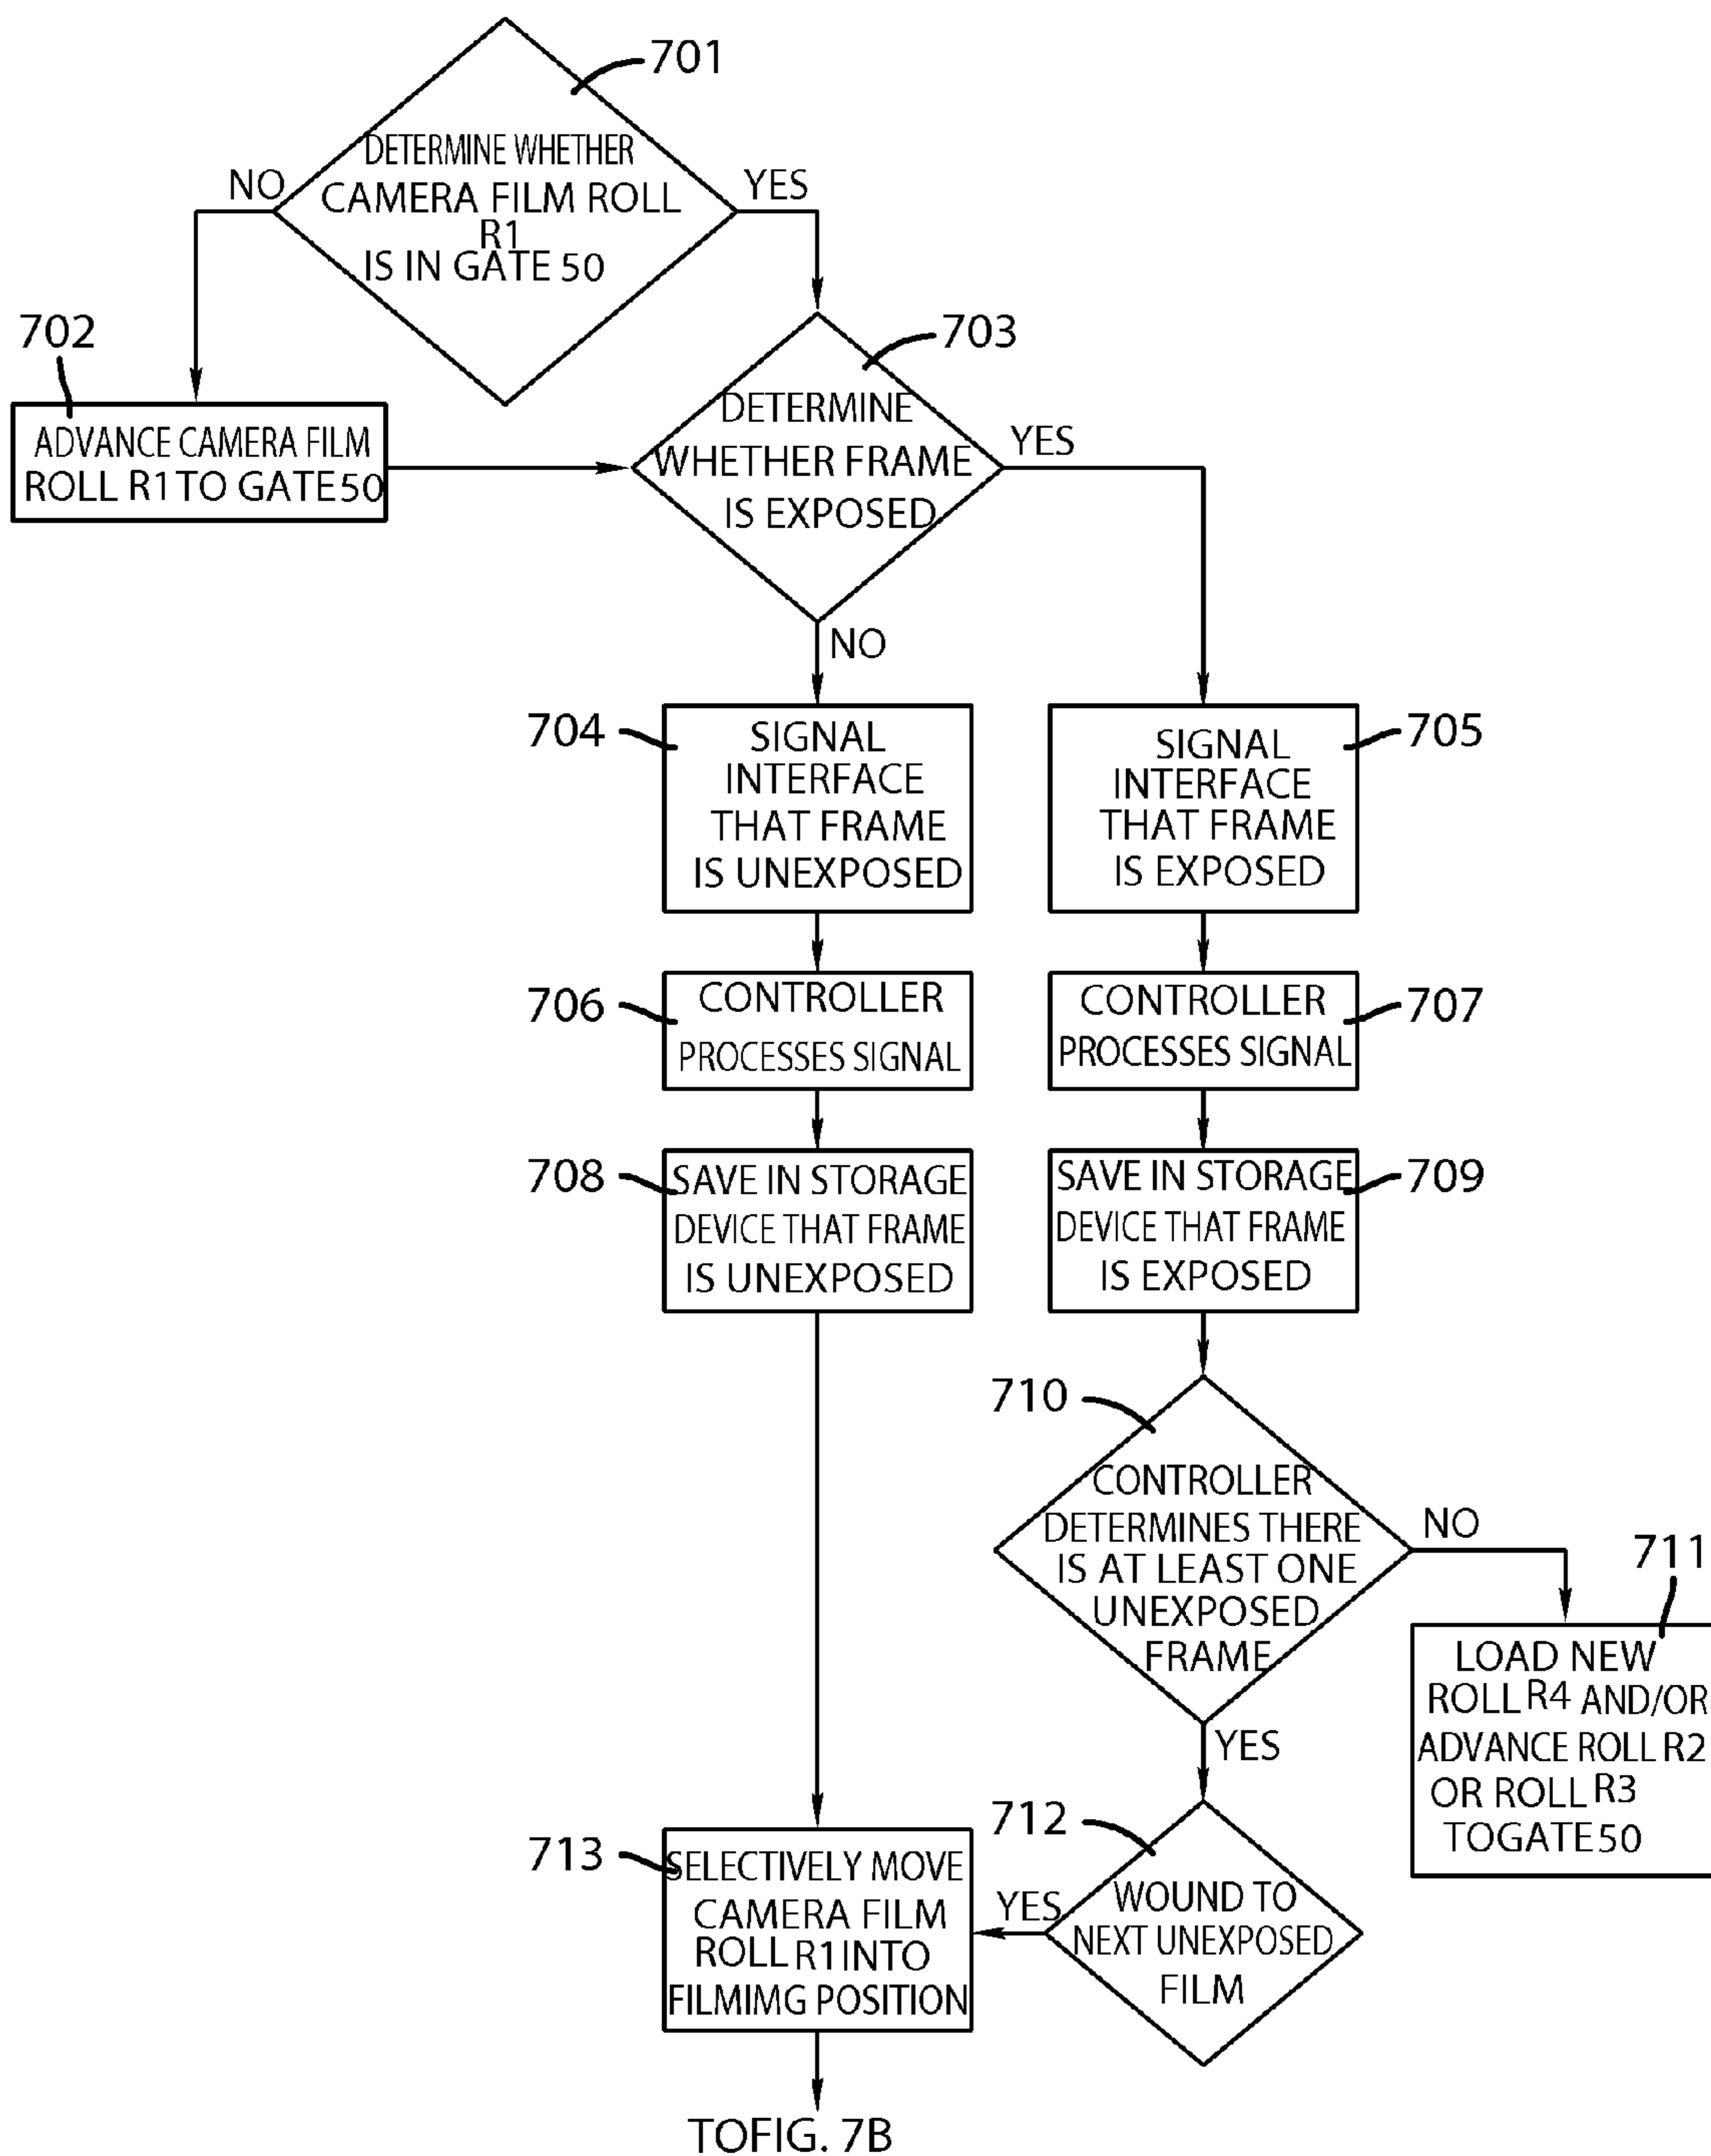 701
DETERMINE WHETHER
CAMERA FILM ROLL
R1
IS IN GATE 50
NO
YES
702
ADVANCE CAMERA FILM
ROLL R1 TO GATE 50
703
DETERMINE
WHETHER FRAME
IS EXPOSED
YES
NO
704
SIGNAL
INTERFACE
THAT FRAME
IS UNEXPOSED
705
SIGNAL
INTERFACE
THAT FRAME
IS EXPOSED
706
CONTROLLER
PROCESSES SIGNAL
707
CONTROLLER
PROCESSES SIGNAL
708
SAVE IN STORAGE
DEVICE THAT FRAME
IS UNEXPOSED
709
SAVE IN STORAGE
DEVICE THAT FRAME
IS EXPOSED
710
CONTROLLER
DETERMINES THERE
IS AT LEAST ONE
UNEXPOSED
FRAME
NO
YES
711
LOAD NEW
ROLL R4 AND/OR
ADVANCE ROLL R2
OR ROLL R3
TOGATE 50
712
WOUND TO
NEXT UNEXPOSED
FILM
YES
713
SELECTIVELY MOVE
CAMERA FILM
ROLL R1 INTO
FILMIMG POSITION
TOFIG. 7B